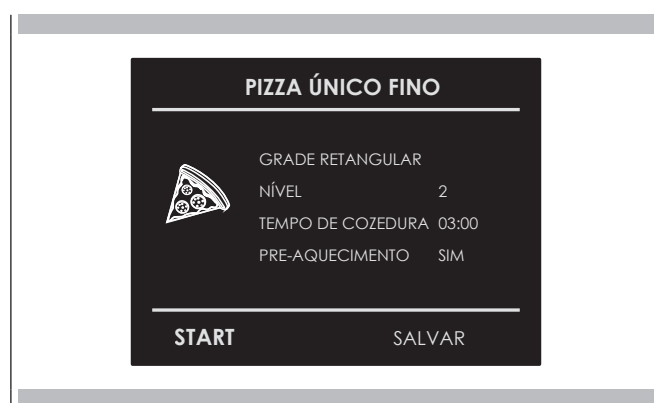 PIZZA ÚNICO FINO
GRADE RETANGULAR
NÍVEL 2
TEMPO DE COZEDURA 03:00
PRE-AQUECIMENTO SIM
START SALVAR